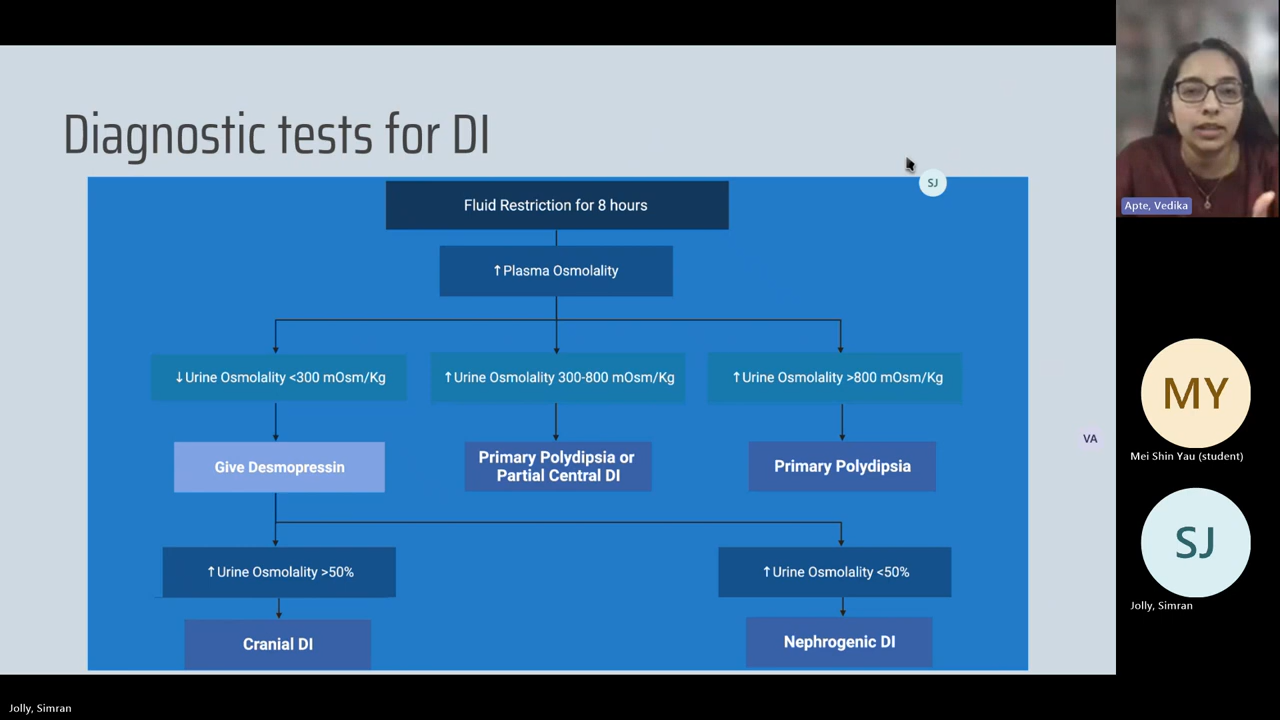 Diagnostic tests for DI
SJ
Fluid Restriction for 8 hours
↑Plasma Osmolality
↓Urine Osmolality <300 mOsm/Kg
↑Urine Osmolality 300-800 mOsm/Kg
↑Urine Osmolality >800 mOsm/Kg
Give Desmopressin
Primary Polydipsia or
Partial Central DI
Primary Polydipsia
↑Urine Osmolality >50%
↑Urine Osmolality <50%
Cranial DI
Nephrogenic DI
VA
Apte, Vedika
MY
Mei Shin Yau (student)
SJ
Jolly, Simran
Jolly, Simran